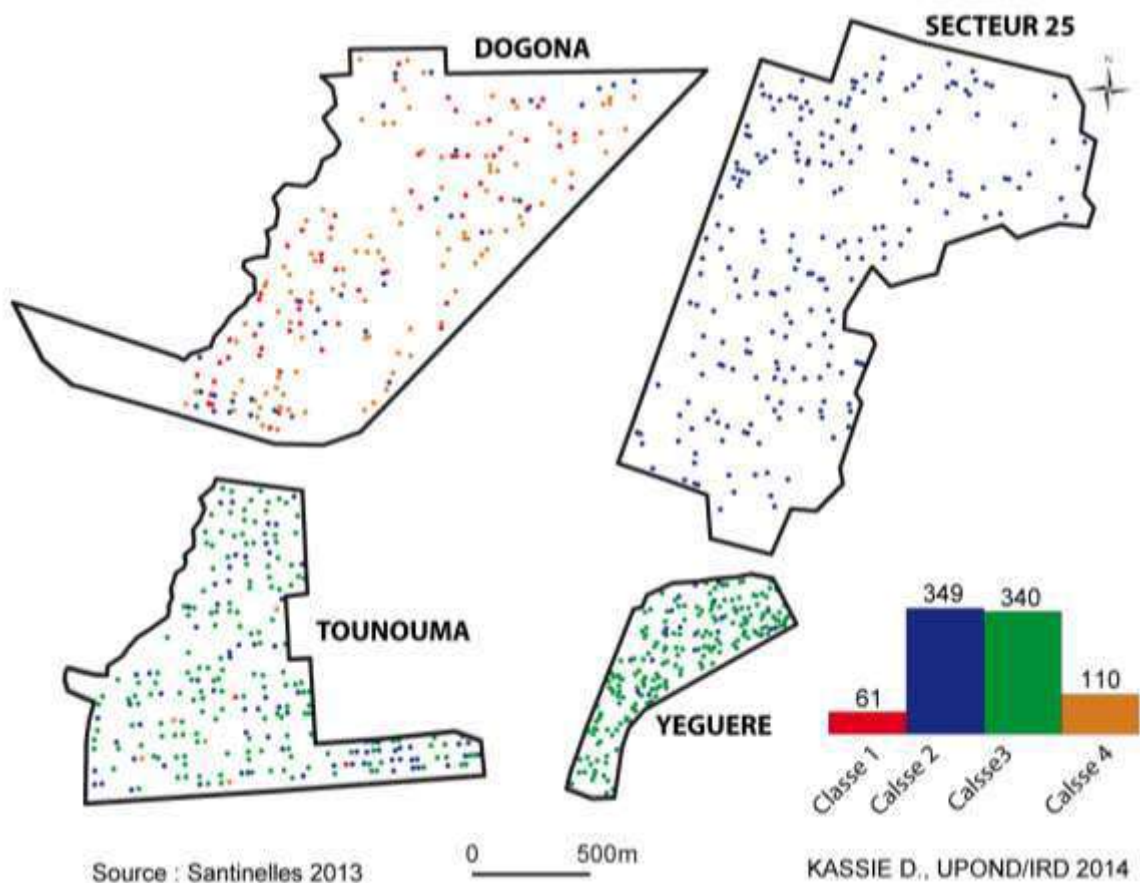 DOGONA
SECTEUR 25
N
TOUNOUMA
YEGUERE
349
340
61
110
Classe 1
Calsse 2
Calsse3
Calsse 4
0
500m
Source : Santinelles 2013
KASSIE D., UPOND/IRD 2014